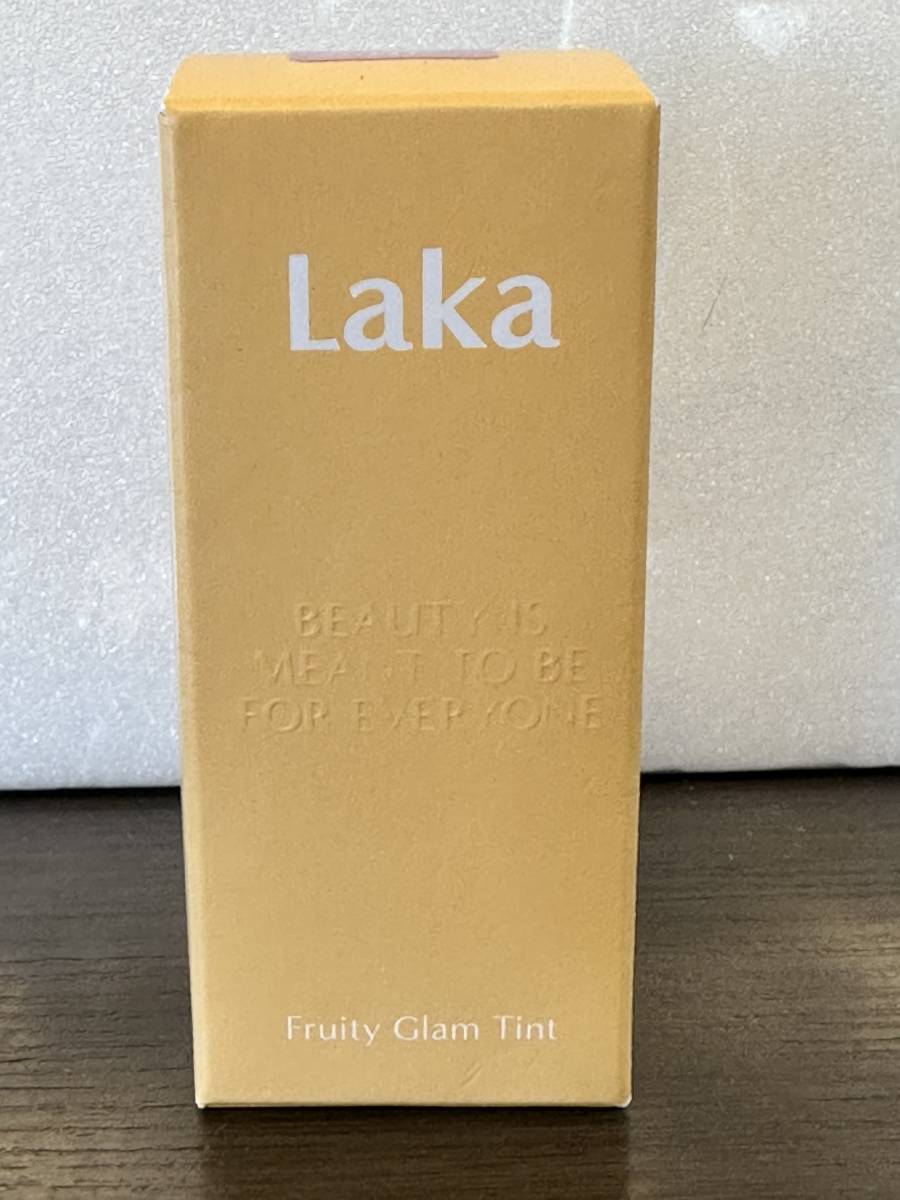 Laka
BEAUTY IS
MEANT TO BE
FOR EVERYONE
Fruity Glam Tint